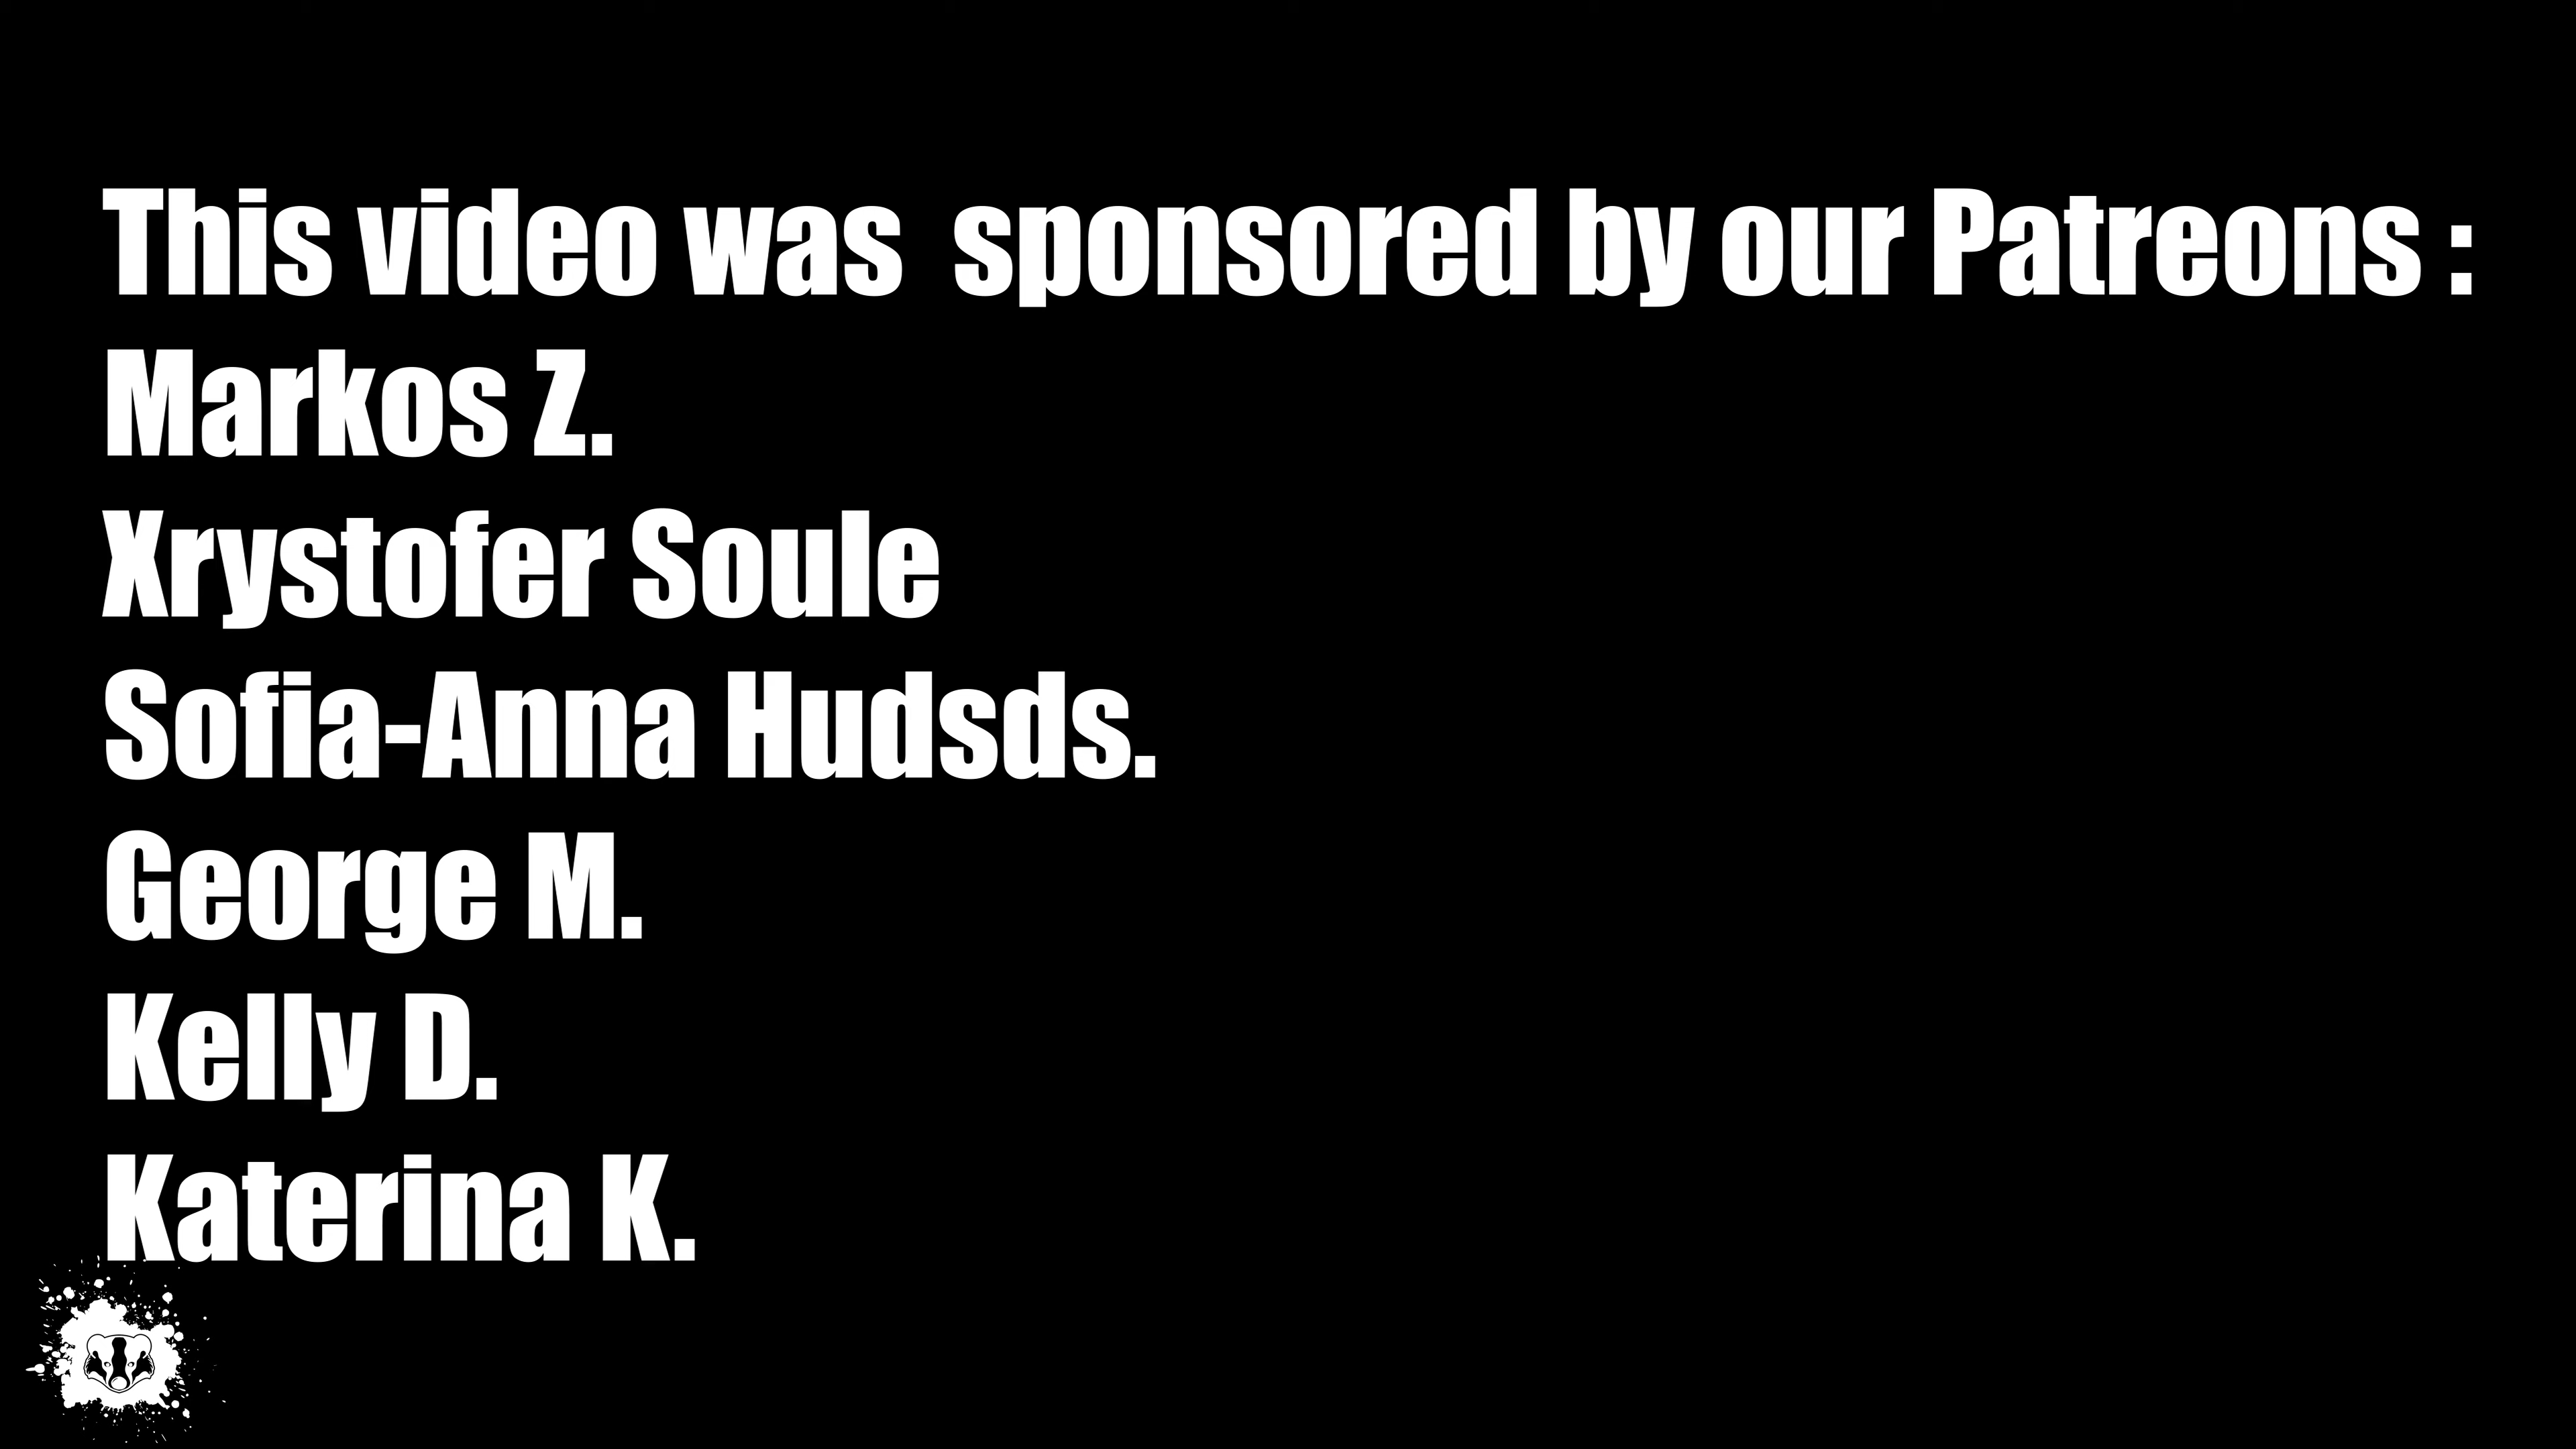 This video was  sponsored by our Patreons :
Markos Z.
Xrystofer Soule
Sofia-Anna Hudsds.
George M.
Kelly D.
Katerina K.